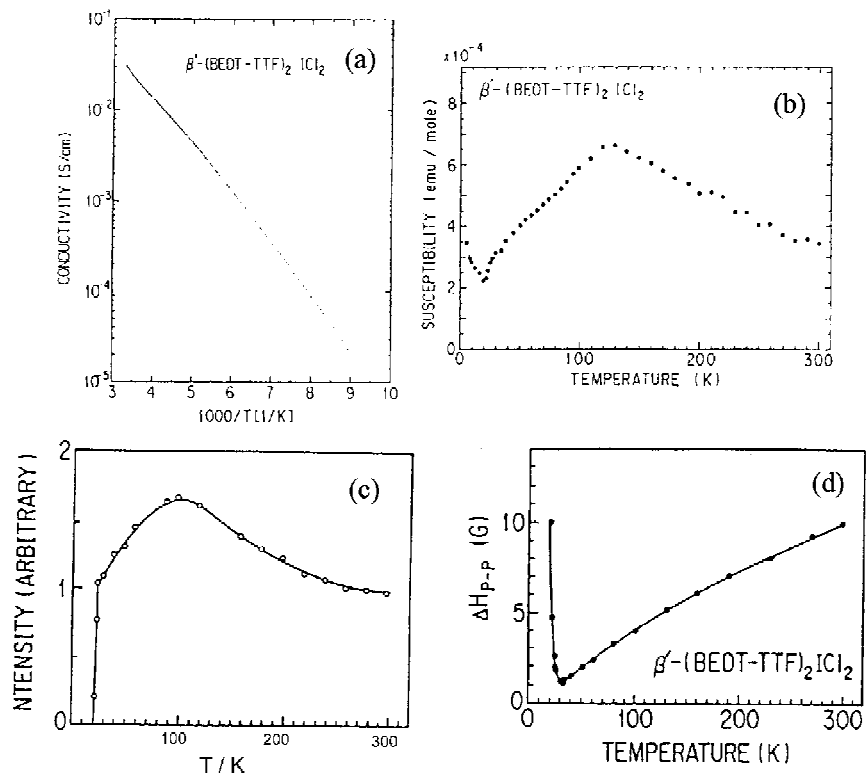 10⁻¹
β'-(BEDT-TTF)₂ ICl₂ (a)
10⁻²
10⁻³
10⁻⁴
10⁻⁵
CONDUCTIVITY (S/cm)
3 4 5 6 7 8 9 10
1000/T[1/K]
×10⁻⁴
β'-(BEDT-TTF)₂ ICl₂
(b)
8
6
4
2
0
SUSCEPTIBILITY (emu / mole)
0 100 200 300
TEMPERATURE (K)
2
(c)
1
0
NTENSITY (ARBITRARY)
100 200 300
T / K
(d)
10
5
0
ΔH_P-P (G)
β'-(BEDT-TTF)₂ICl₂
0 100 200 300
TEMPERATURE (K)